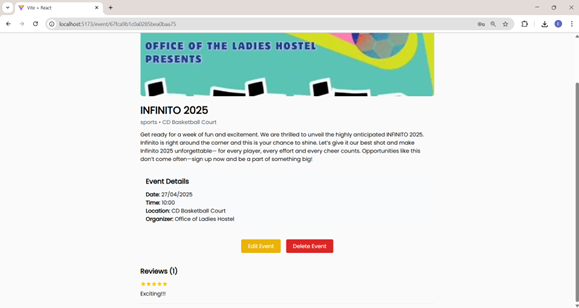 Vite + React
localhost:5173/event/67fca9b1c0a0265bea0baa75
OFFICE OF THE LADIES HOSTEL
PRESENTS
INFINITO 2025
sports • CD Basketball Court
Get ready for a week of fun and excitement. We are thrilled to unveil the highly anticipated INFINITO 2025.
Infinito is right around the corner and this is your chance to shine. Let's give it our best shot and make
Infinito 2025 unforgettable— for every player, every effort and every cheer counts. Opportunities like this
don't come often—sign up now and be a part of something big!
Event Details
Date: 27/04/2025
Time: 10:00
Location: CD Basketball Court
Organizer: Office of Ladies Hostel
Edit Event Delete Event
Reviews (1)
★★★★★
Exciting!!!